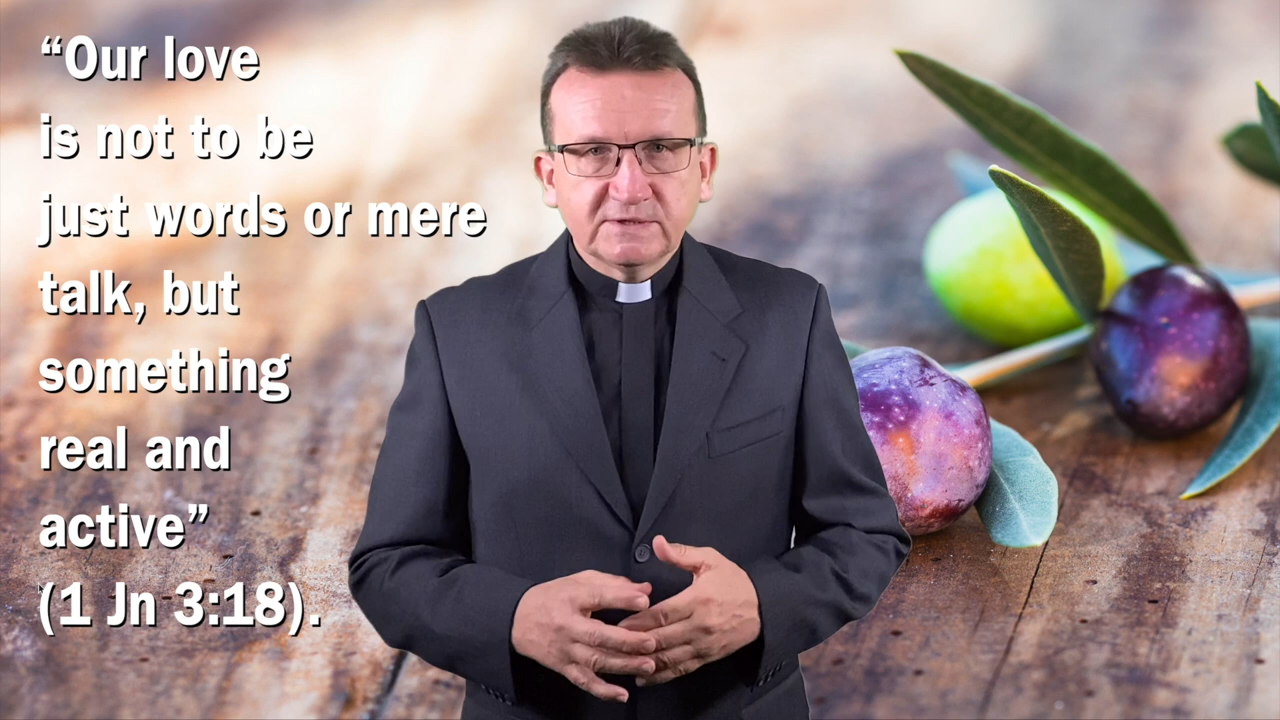 “Our love
is not to be
just words or mere
talk, but
something
real and
active”
(1 Jn 3:18).